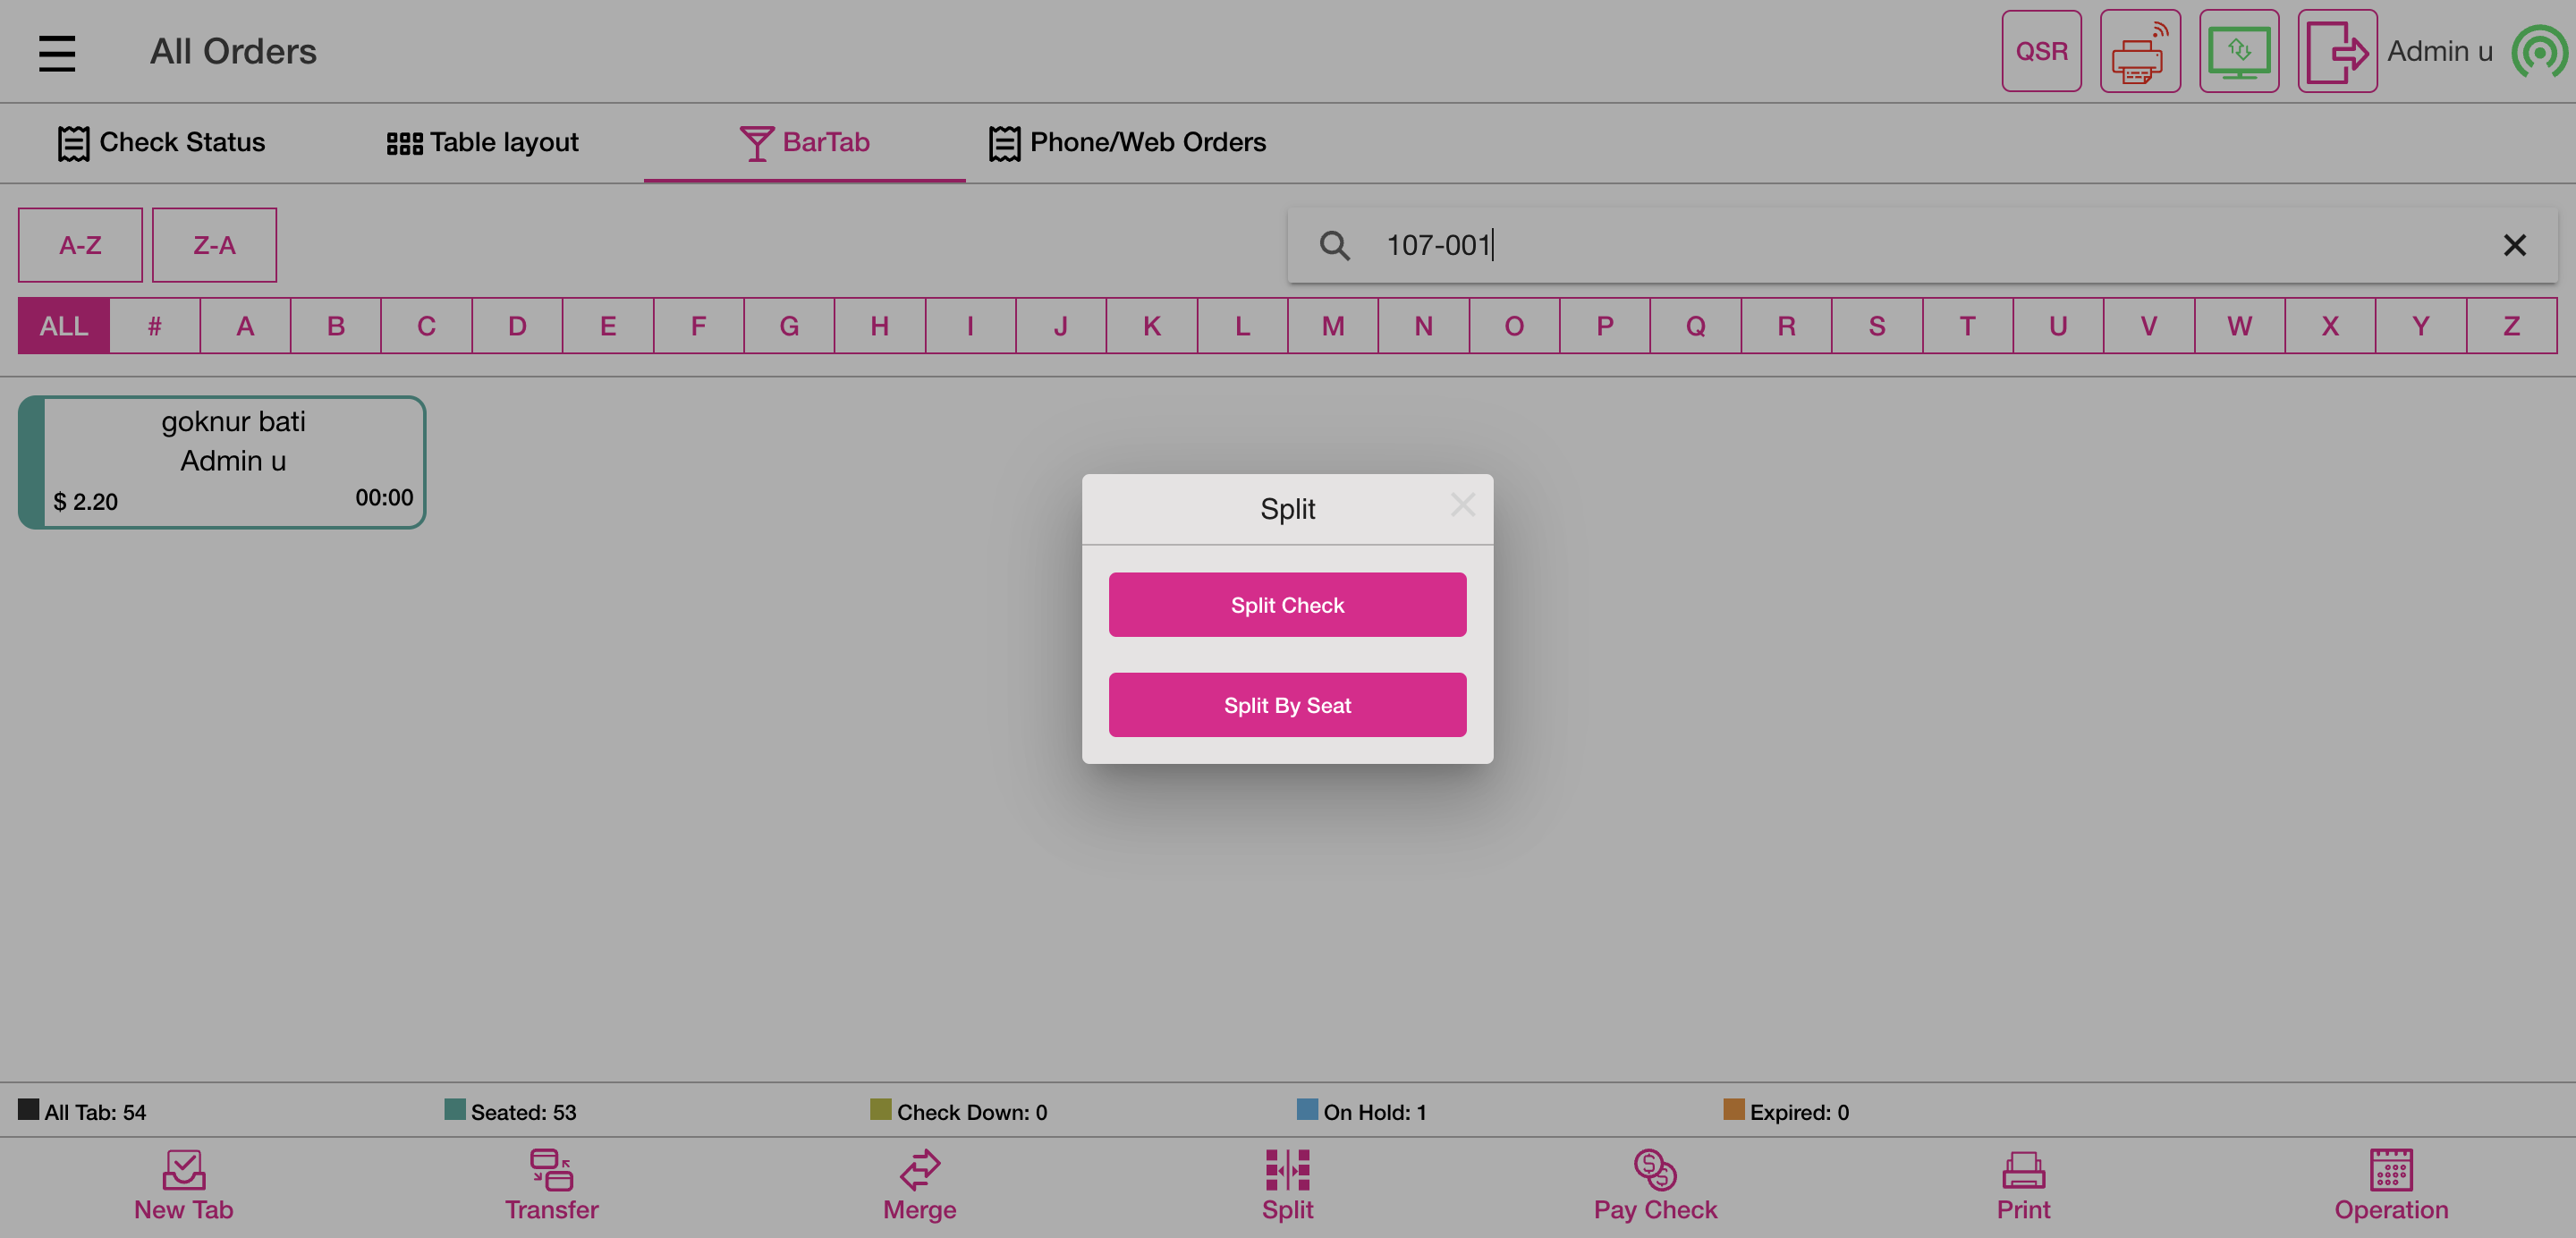 All Orders
QSR
Admin u
Check Status
Table layout
BarTab
Phone/Web Orders
A-Z
Z-A
107-001
ALL # A B C D E F G H I J K L M N O P Q R S T U V W X Y Z
goknur bati
Admin u
$ 2.20
00:00
Split
Split Check
Split By Seat
All Tab: 54
Seated: 53
Check Down: 0
On Hold: 1
Expired: 0
New Tab
Transfer
Merge
Split
Pay Check
Print
Operation